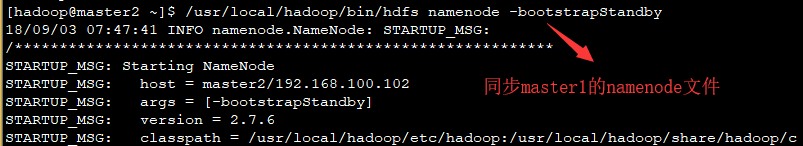 [hadoop@master2 ~]$ /usr/local/hadoop/bin/hdfs namenode -bootstrapStandby
18/09/03 07:47:41 INFO namenode.NameNode: STARTUP_MSG:
/************************************************************
STARTUP_MSG: Starting NameNode
STARTUP_MSG:   host = master2/192.168.100.102
同步master1的namenode文件
STARTUP_MSG:   args = [-bootstrapStandby]
STARTUP_MSG:   version = 2.7.6
STARTUP_MSG:   classpath = /usr/local/hadoop/etc/hadoop:/usr/local/hadoop/share/hadoop/c